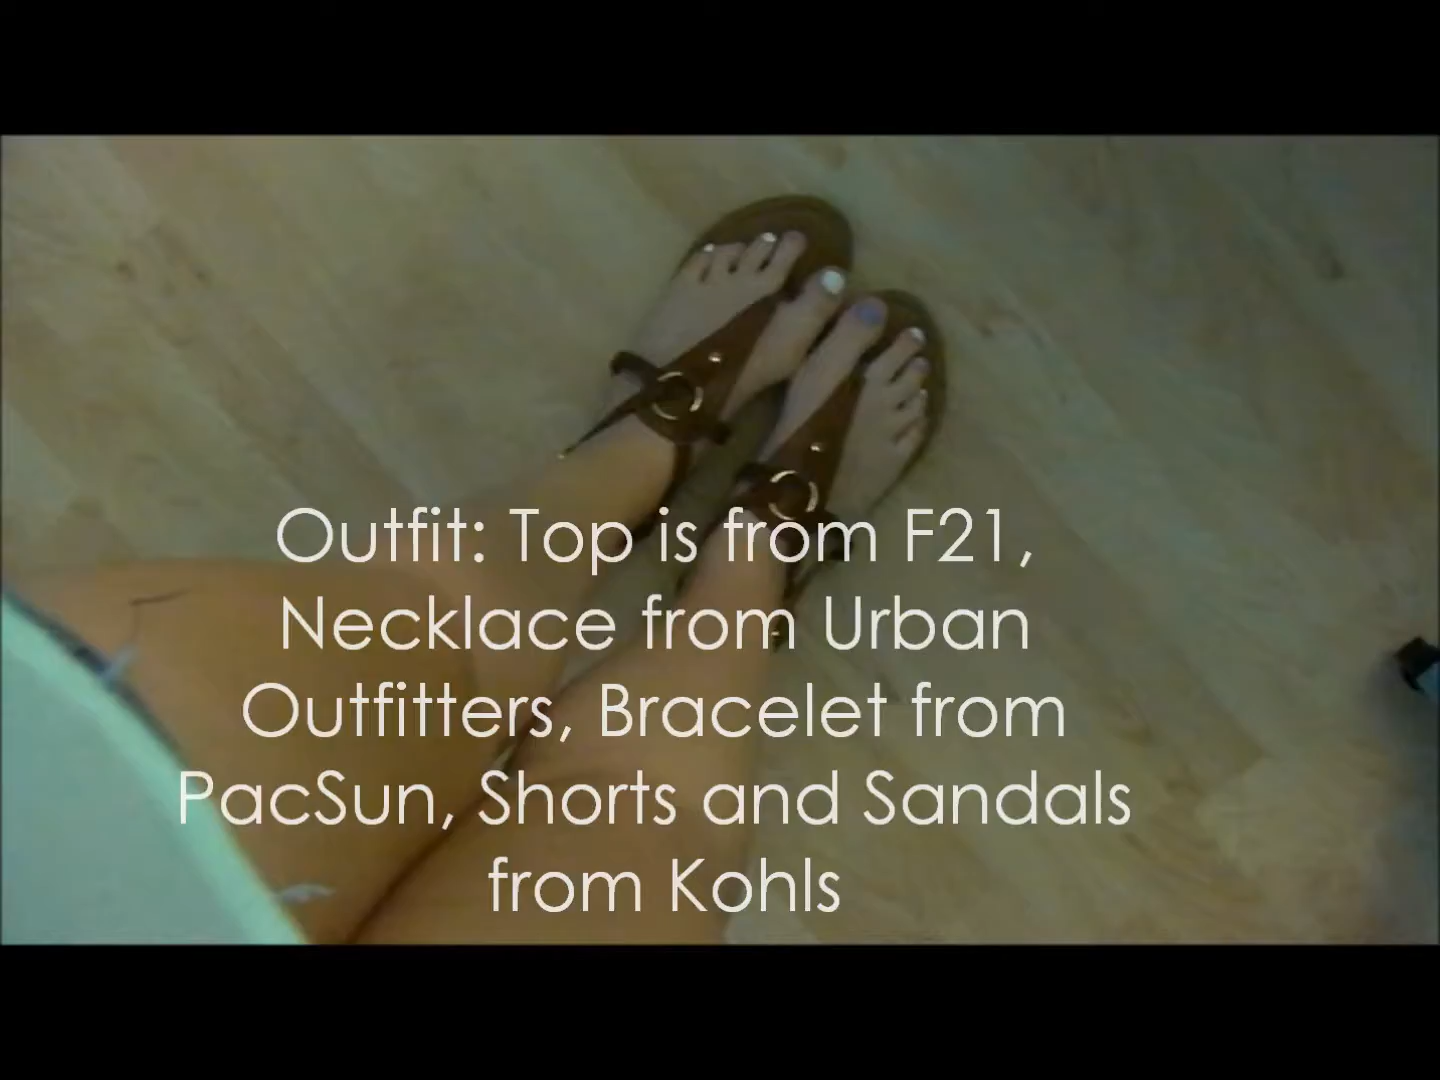 Outfit: Top is from F21,
Necklace from Urban
Outfitters, Bracelet from
PacSun, Shorts and Sandals
from Kohls